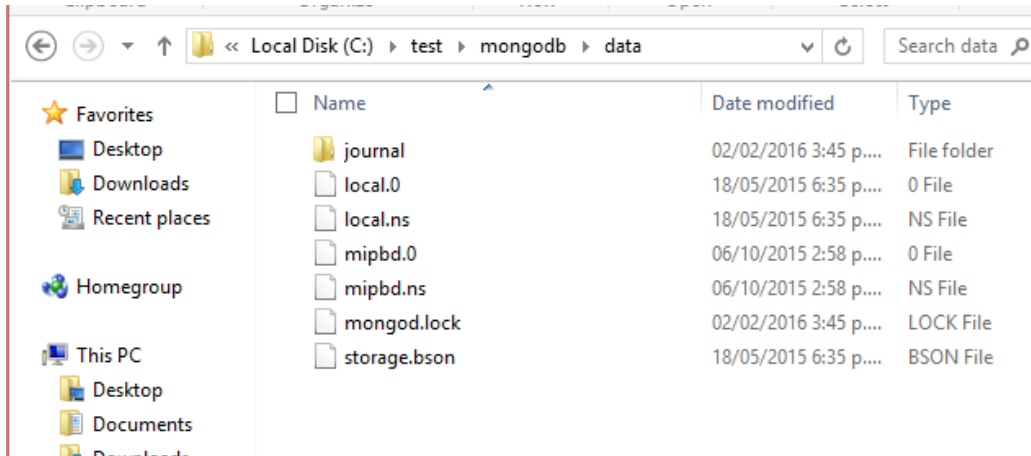 « Local Disk (C:) ▸ test ▸ mongodb ▸ data Search data
Favorites
Desktop
Downloads
Recent places
Homegroup
This PC
Desktop
Documents
Name Date modified Type
journal 02/02/2016 3:45 p.... File folder
local.0 18/05/2015 6:35 p.... 0 File
local.ns 18/05/2015 6:35 p.... NS File
mipbd.0 06/10/2015 2:58 p.... 0 File
mipbd.ns 06/10/2015 2:58 p.... NS File
mongod.lock 02/02/2016 3:45 p.... LOCK File
storage.bson 18/05/2015 6:35 p.... BSON File